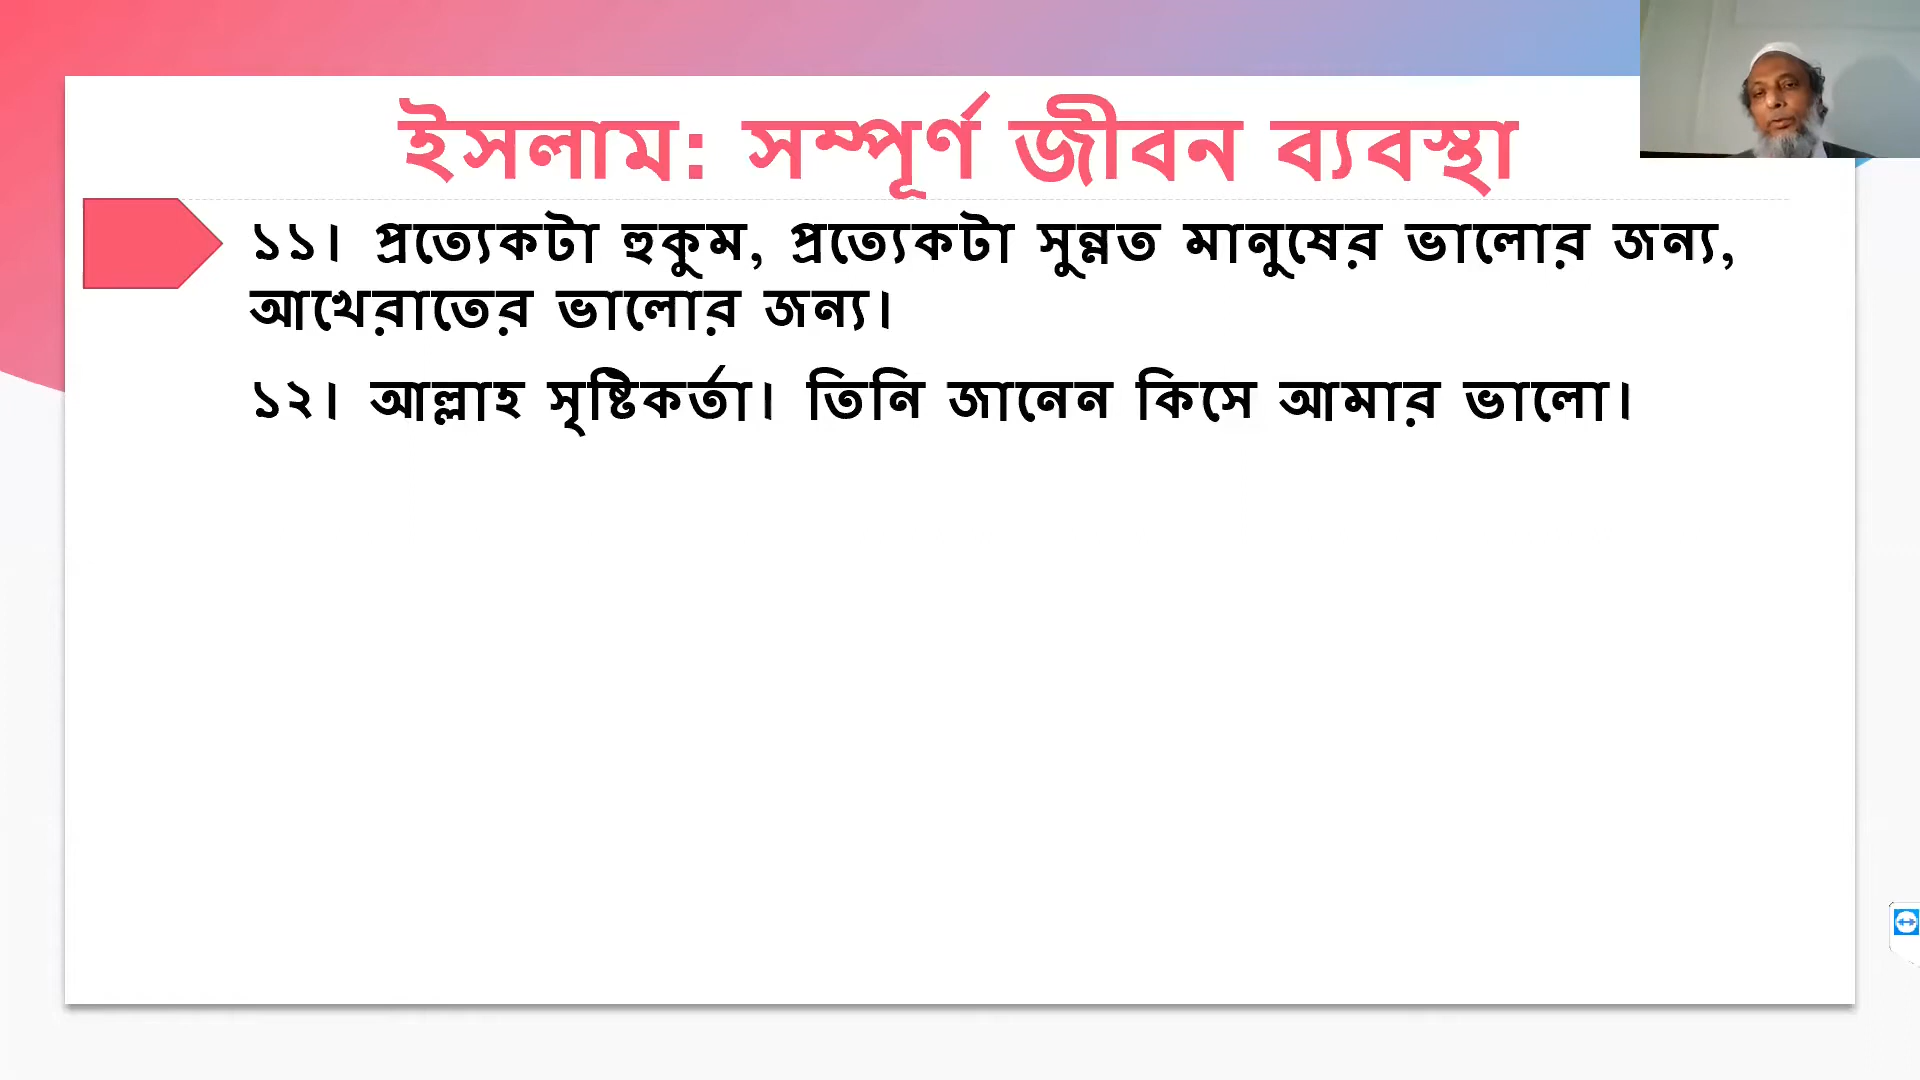 ইসলাম: সম্পূর্ণ জীবন ব্যবস্থা
১১। প্রত্যেকটা হুকুম, প্রত্যেকটা সুন্নত মানুষের ভালোর জন্য,
আখেরাতের ভালোর জন্য।
১২। আল্লাহ সৃষ্টিকর্তা। তিনি জানেন কিসে আমার ভালো।